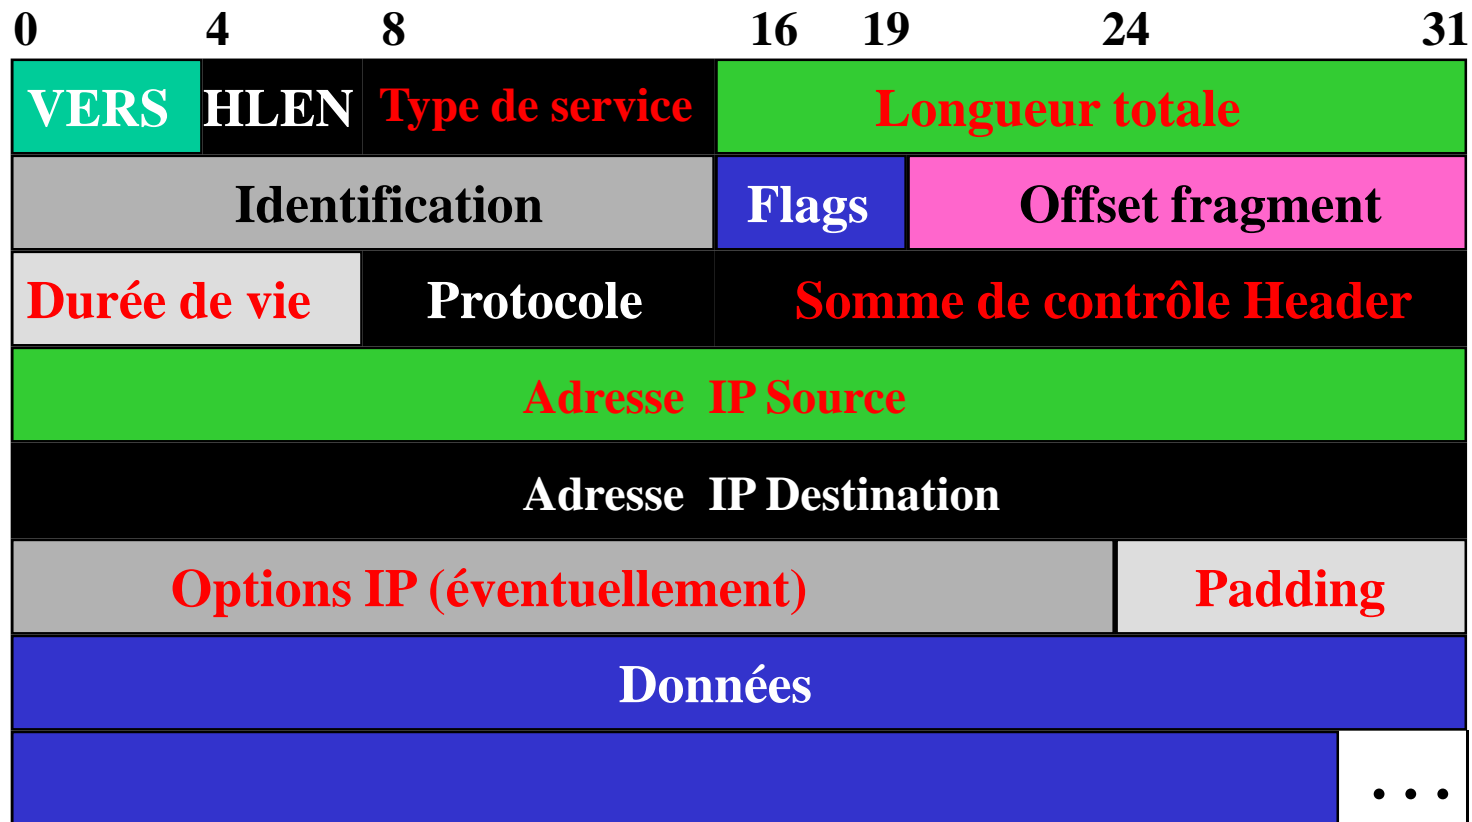 0 4 8 16 19 24 31
VERS HLEN Type de service Longueur totale
Identification Flags Offset fragment
Durée de vie Protocole Somme de contrôle Header
Adresse IP Source
Adresse IP Destination
Options IP (éventuellement) Padding
Données
. . .